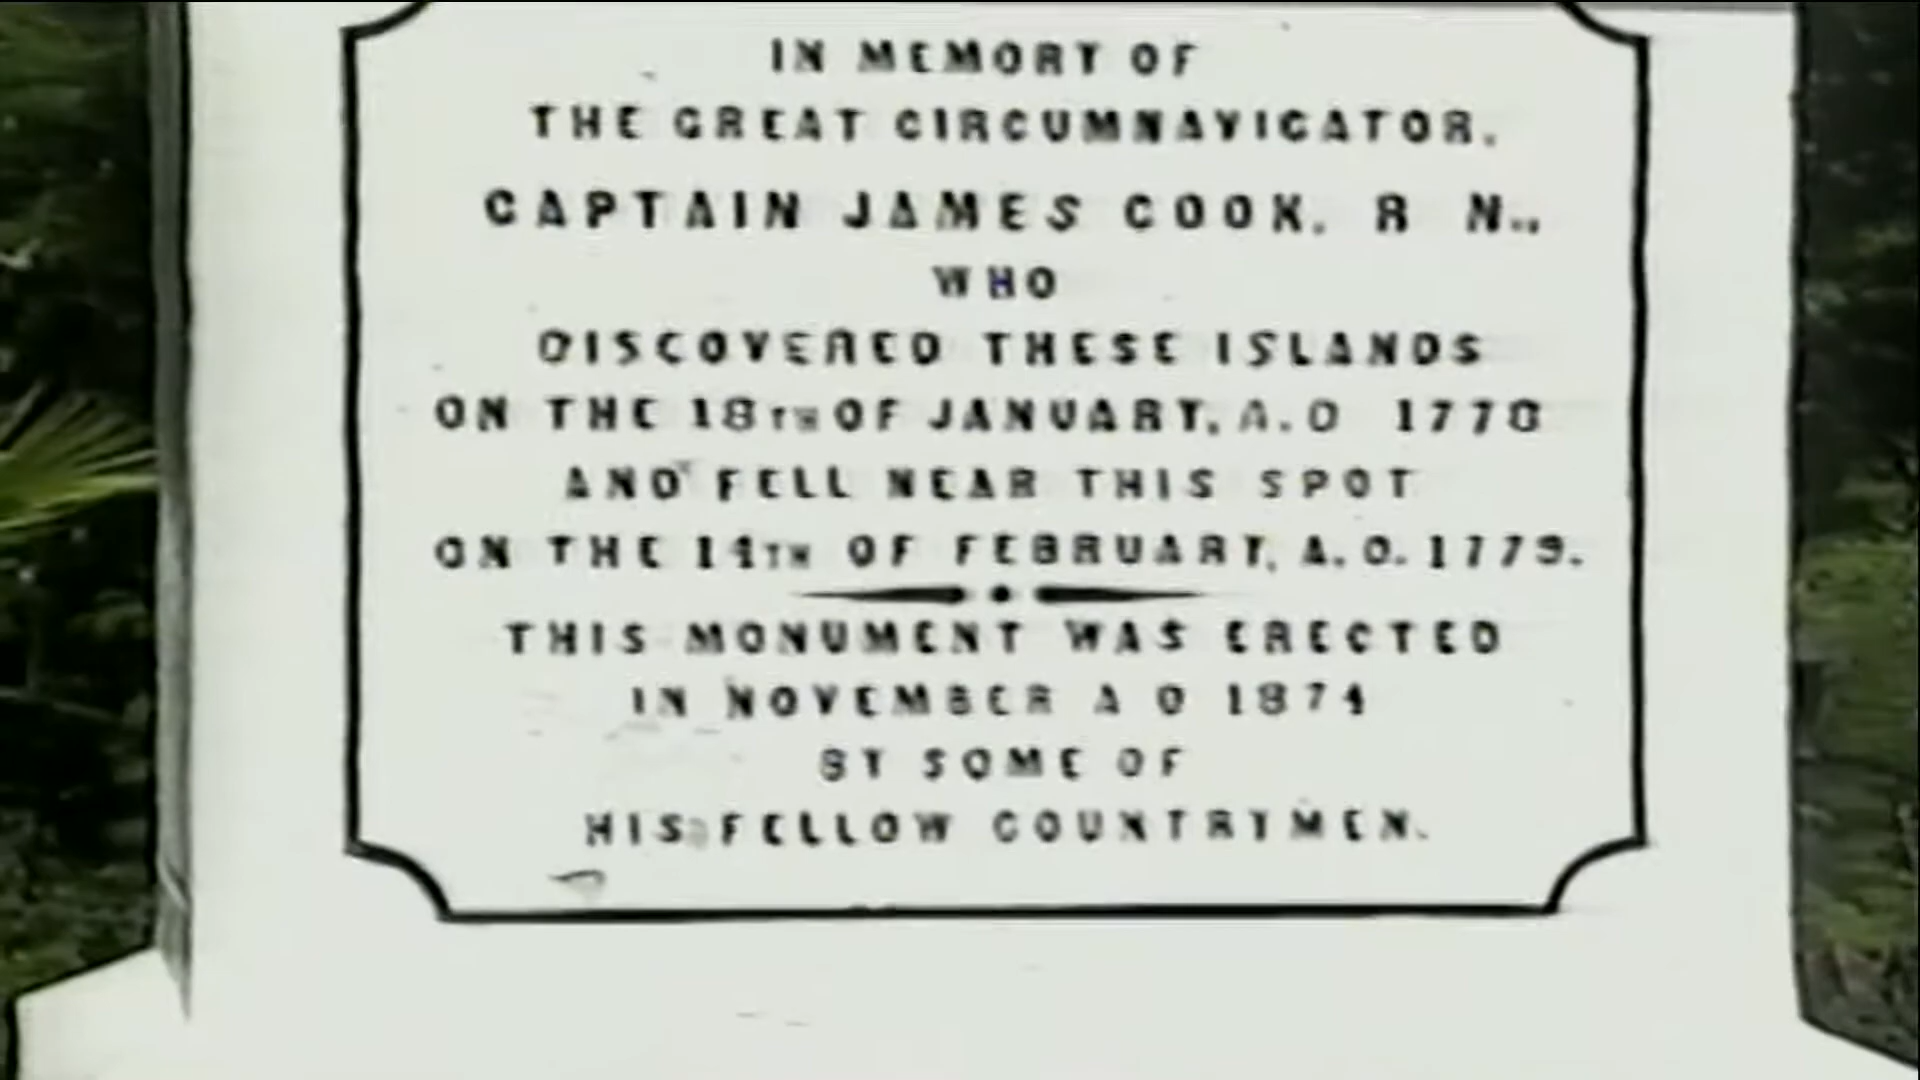 IN MEMORY OF
THE GREAT CIRCUMNAVIGATOR,
CAPTAIN JAMES COOK, R N.,
WHO
DISCOVERED THESE ISLANDS
ON THE 18TH OF JANUARY, A.D 1778
AND FELL NEAR THIS SPOT
ON THE 14TH OF FEBRUARY, A.D. 1779.
THIS MONUMENT WAS ERECTED
IN NOVEMBER A D 1874
BY SOME OF
HIS FELLOW COUNTRYMEN.